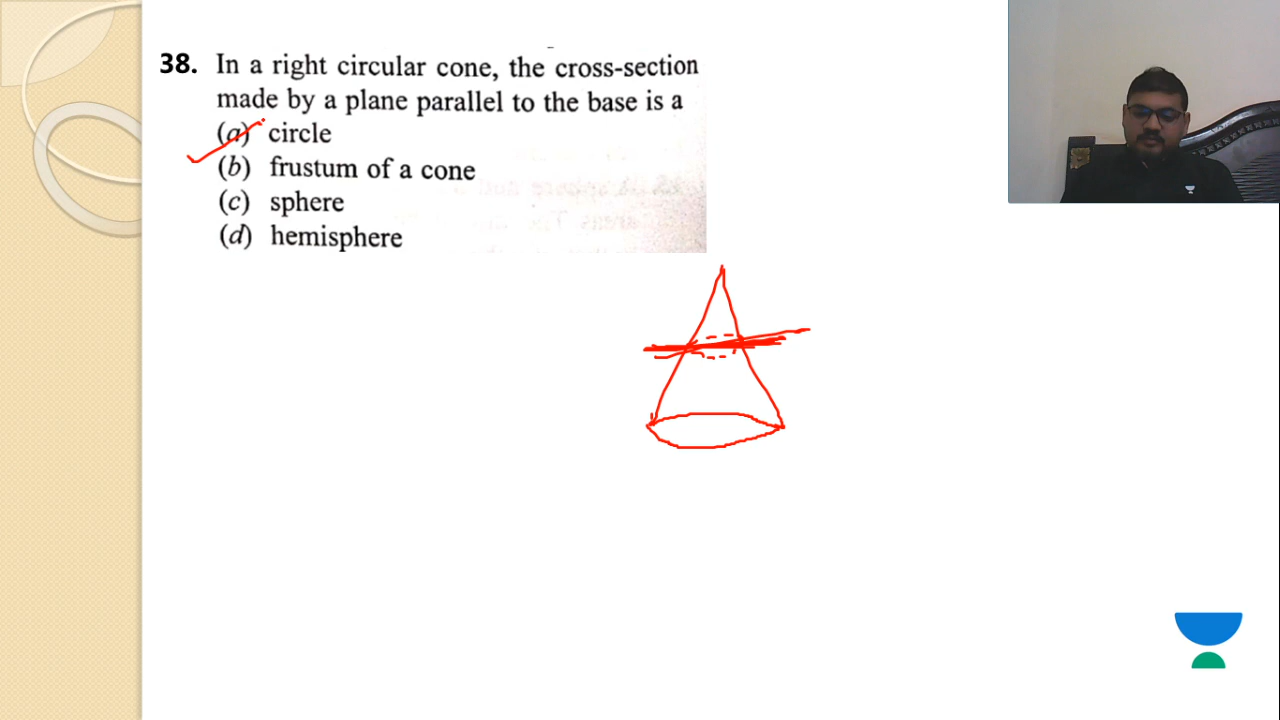 38. In a right circular cone, the cross-section
made by a plane parallel to the base is a
(a) circle
(b) frustum of a cone
(c) sphere
(d) hemisphere